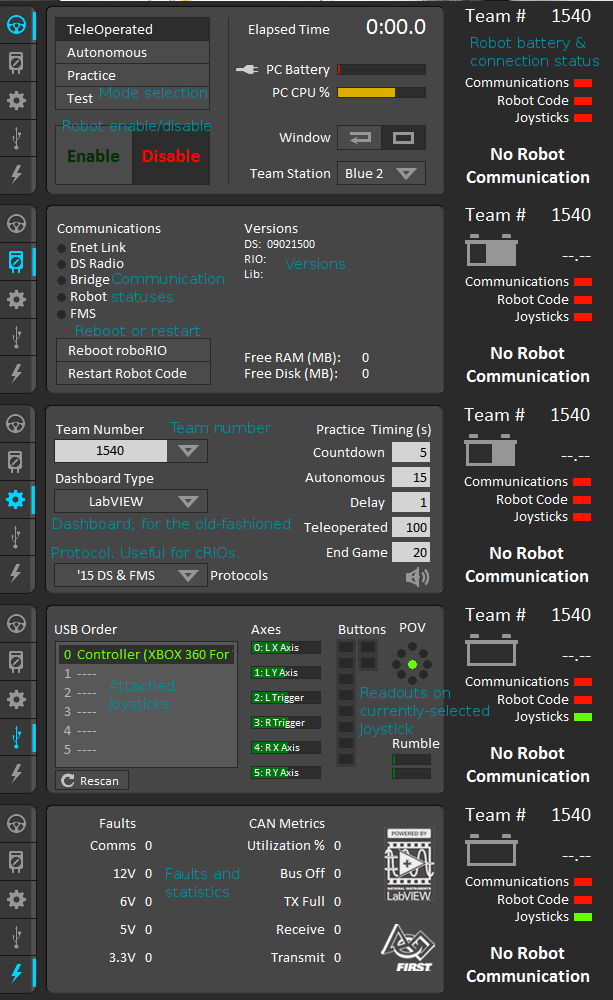 TeleOperated
Autonomous
Practice
Test
Mode selection
Robot enable/disable
Enable
Disable
Elapsed Time 0:00.0
PC Battery
PC CPU %
Window
Team Station Blue 2
Team # 1540
Robot battery &
connection status
Communications
Robot Code
Joysticks
No Robot
Communication
Communications
Enet Link
DS Radio
Bridge
Robot
FMS
Communication
statuses
Reboot or restart
Reboot roboRIO
Restart Robot Code
Versions
DS: 09021500
RIO:
Lib:
Versions
Free RAM (MB): 0
Free Disk (MB): 0
Team # 1540
--.--
Communications
Robot Code
Joysticks
No Robot
Communication
Team Number
Team number
1540
Dashboard Type
LabVIEW
Dashboard, for the old-fashioned
Protocol. Useful for cRIOs.
'15 DS & FMS Protocols
Practice Timing (s)
Countdown 5
Autonomous 15
Delay 1
Teleoperated 100
End Game 20
Team # 1540
--.--
Communications
Robot Code
Joysticks
No Robot
Communication
USB Order
0 Controller (XBOX 360 For
1 ----
2 ----
3 ----
4 ----
5 ----
Attached
Joysticks
Rescan
Axes
0: L X Axis
1: L Y Axis
2: L Trigger
3: R Trigger
4: R X Axis
5: R Y Axis
Buttons
POV
Readouts on
currently-selected
Joystick
Rumble
Team # 1540
--.--
Communications
Robot Code
Joysticks
No Robot
Communication
Faults
Comms 0
12V 0
6V 0
5V 0
3.3V 0
Faults and
statistics
CAN Metrics
Utilization % 0
Bus Off 0
TX Full 0
Receive 0
Transmit 0
POWERED BY
NATIONAL INSTRUMENTS
LabVIEW
FIRST
Team # 1540
--.--
Communications
Robot Code
Joysticks
No Robot
Communication